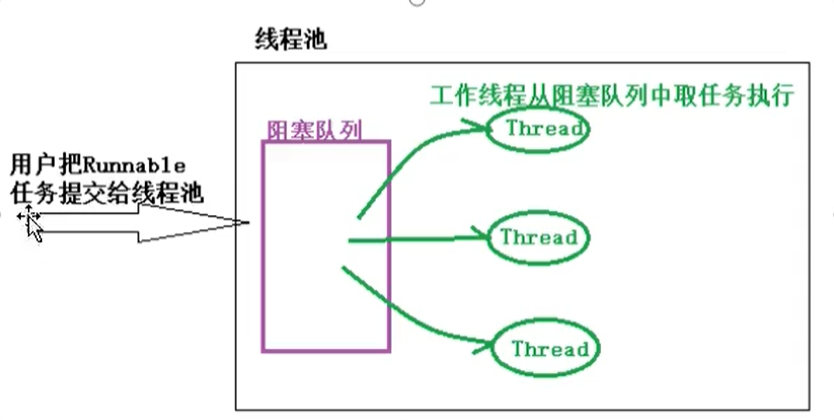 线程池
工作线程从阻塞队列中取任务执行
阻塞队列
Thread
用户把Runnable
任务提交给线程池
Thread
Thread